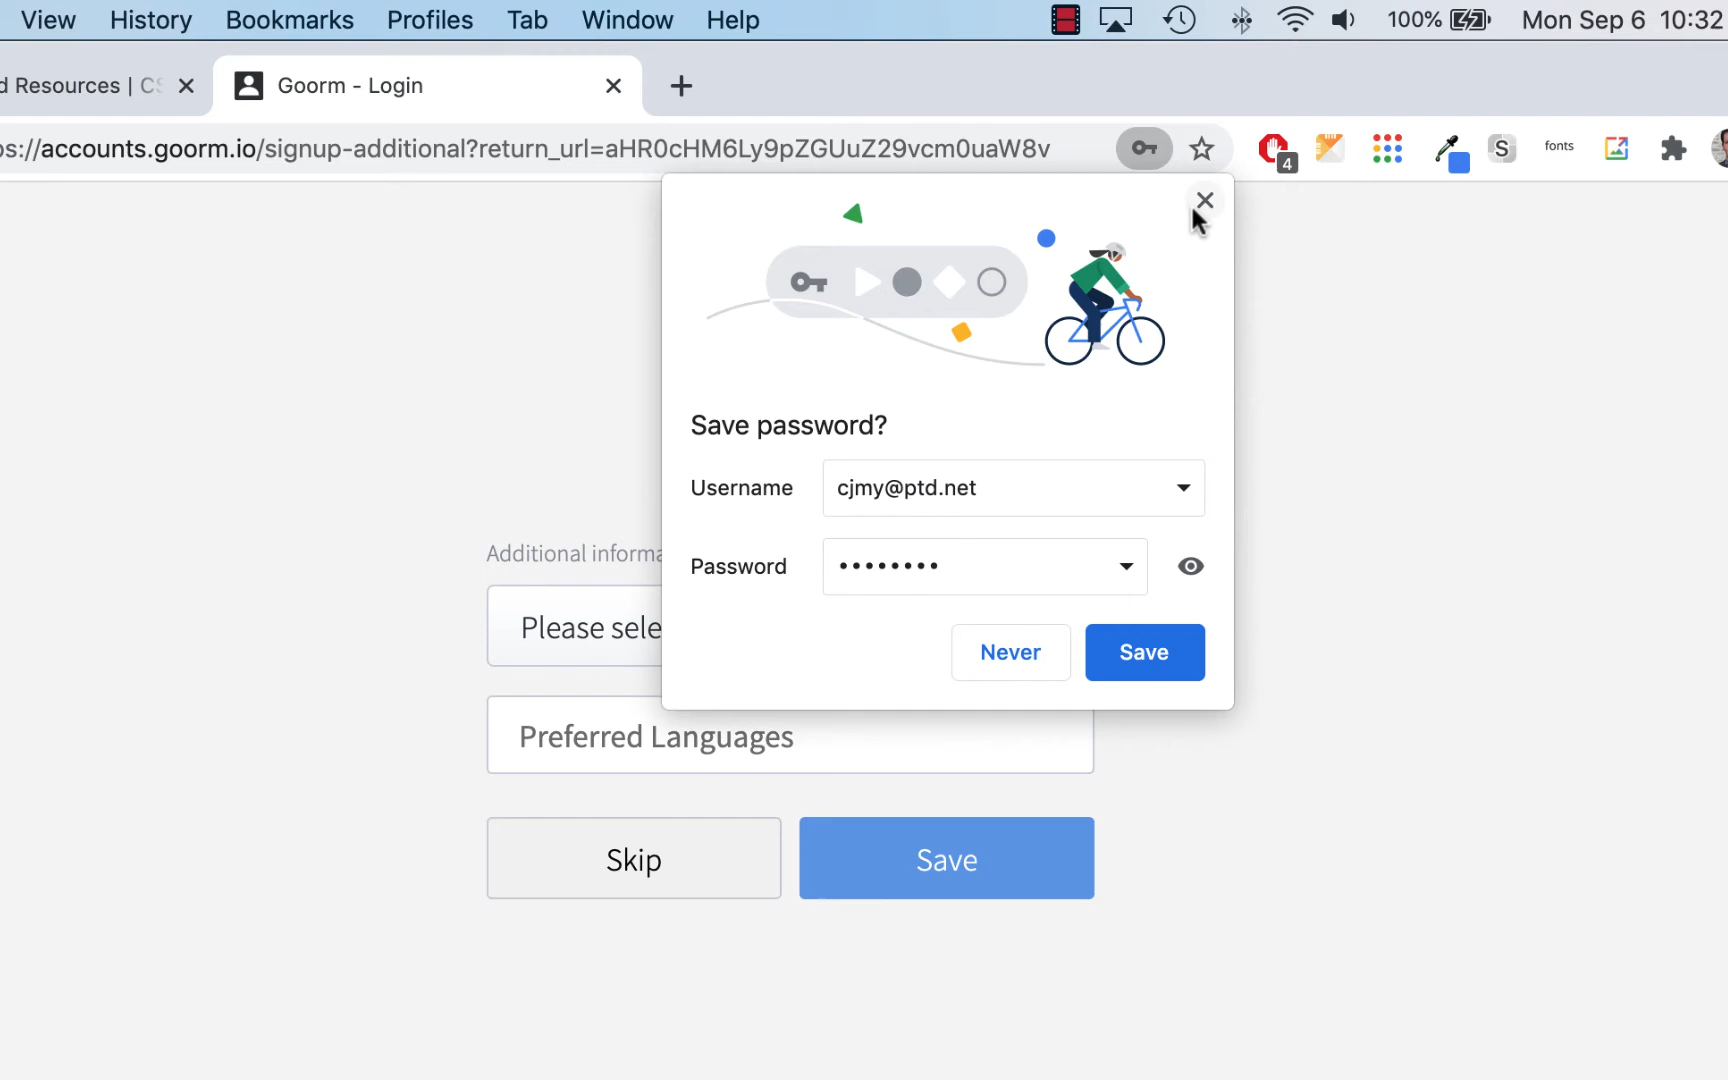 View History Bookmarks Profiles Tab Window Help 100% Mon Sep 6 10:32
d Resources | CS Goorm - Login
ps://accounts.goorm.io/signup-additional?return_url=aHR0cHM6Ly9pZGUuZ29vcm0uaW8v 4 S fonts
Save password?
Username cjmy@ptd.net
Additional informa
Password ••••••••
Please sele
Never Save
Preferred Languages
Skip Save